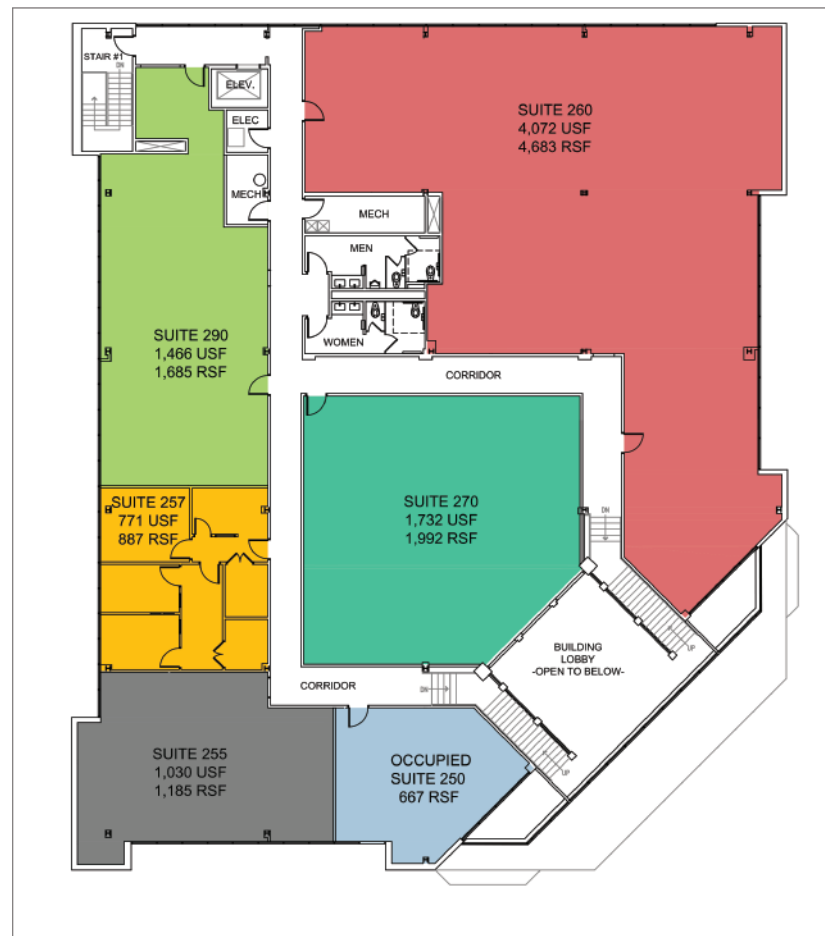 STAIR #1
DN
ELEV.
ELEC
MECH
SUITE 260
4,072 USF
4,683 RSF
MECH
MEN
WOMEN
SUITE 290
1,466 USF
1,685 RSF
CORRIDOR
SUITE 257
771 USF
887 RSF
SUITE 270
1,732 USF
1,992 RSF
DN
UP
BUILDING
LOBBY
-OPEN TO BELOW-
CORRIDOR
DN
UP
SUITE 255
1,030 USF
1,185 RSF
OCCUPIED
SUITE 250
667 RSF